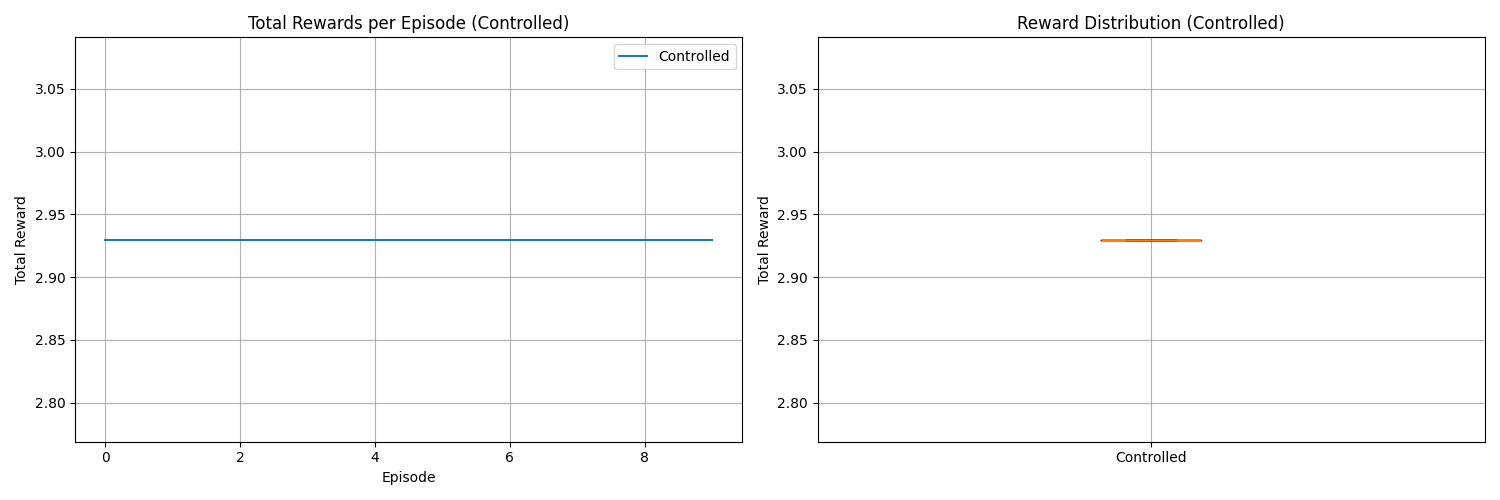 Total Rewards per Episode (Controlled)
Controlled
3.05
3.00
2.95
2.90
2.85
2.80
Total Reward
0 2 4 6 8
Episode
Reward Distribution (Controlled)
3.05
3.00
2.95
2.90
2.85
2.80
Total Reward
Controlled